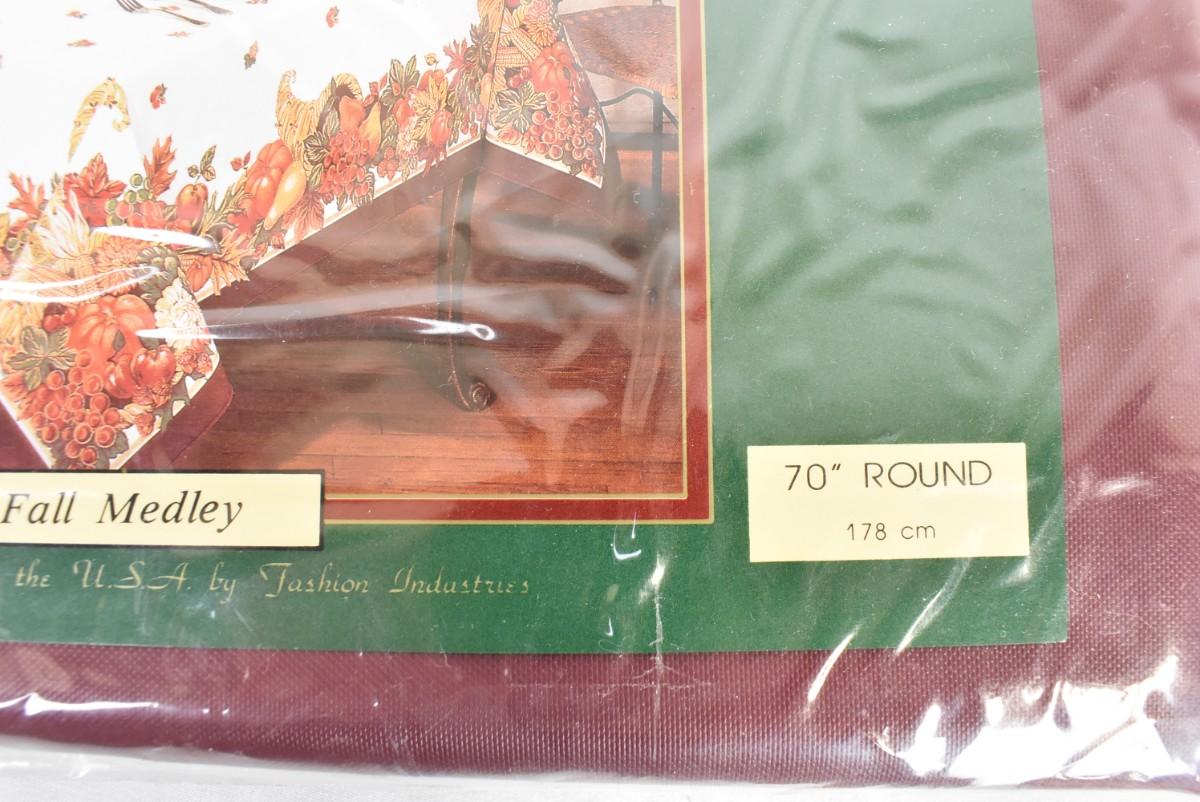 Fall Medley
the U.S.A. by Fashion Industries
70" ROUND
178 cm